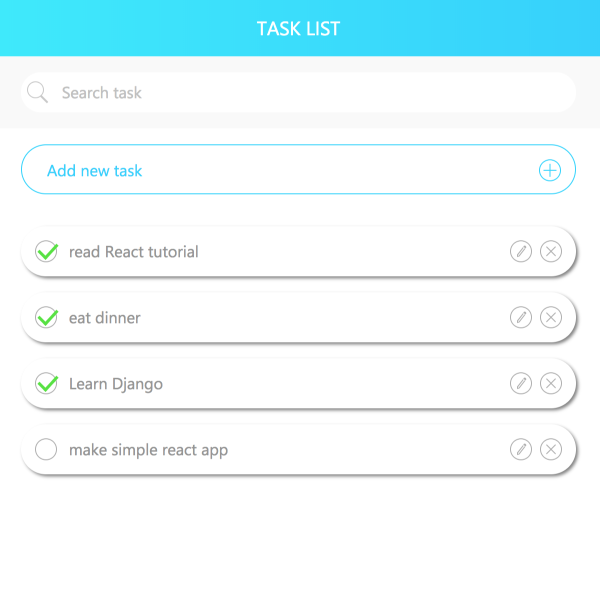 TASK LIST
Search task
Add new task
read React tutorial
eat dinner
Learn Django
make simple react app